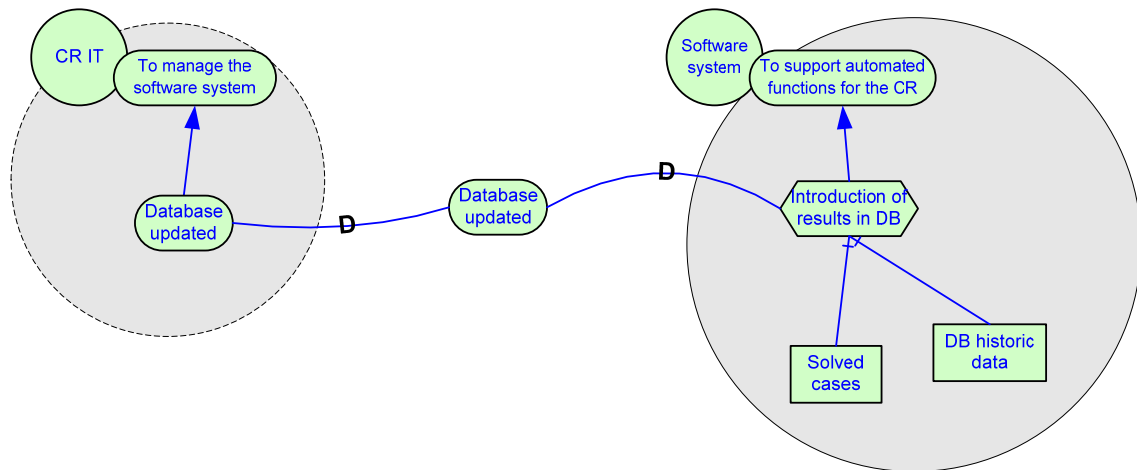 CR IT
To manage the
software system
Database
updated
D
Database
updated
D
Software
system
To support automated
functions for the CR
Introduction of
results in DB
Solved
cases
DB historic
data